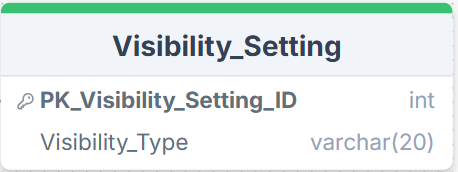 Visibility_Setting
PK_Visibility_Setting_ID int
Visibility_Type varchar(20)